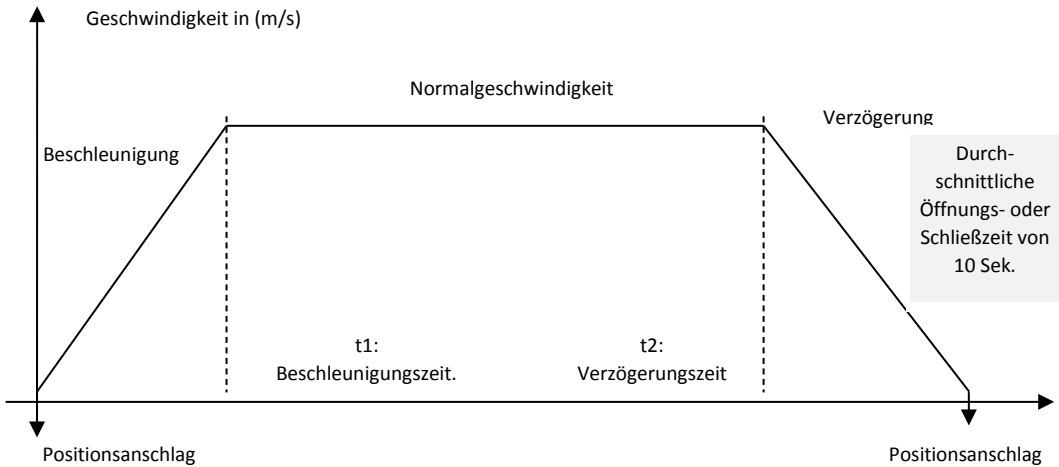 Geschwindigkeit in (m/s)
Normalgeschwindigkeit
Verzögerung
Beschleunigung
Durch-
schnittliche
Öffnungs- oder
Schließzeit von
10 Sek.
t1:
Beschleunigungszeit.
t2:
Verzögerungszeit
Positionsanschlag
Positionsanschlag